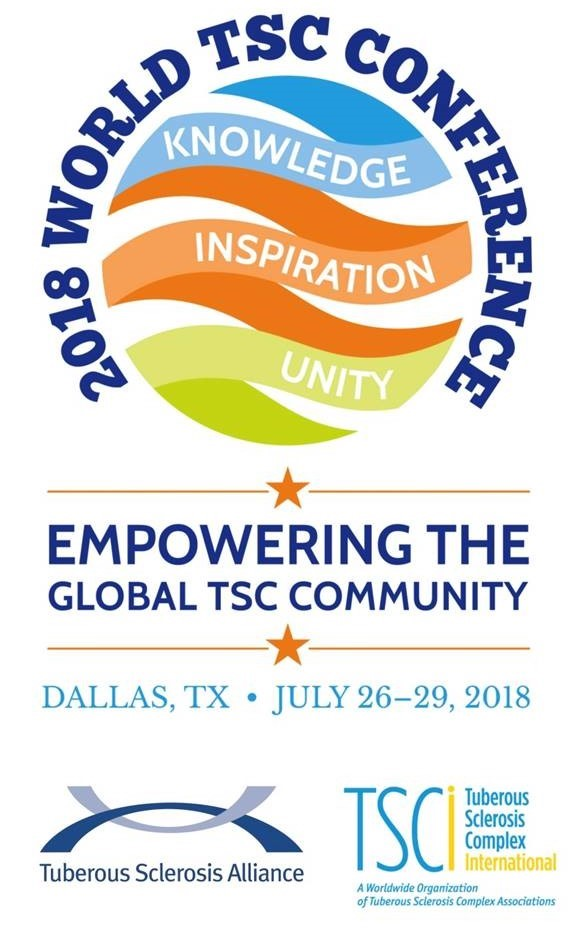 2018 WORLD TSC CONFERENCE
KNOWLEDGE
INSPIRATION
UNITY
EMPOWERING THE
GLOBAL TSC COMMUNITY
DALLAS, TX • JULY 26–29, 2018
Tuberous Sclerosis Alliance
TSCi
Tuberous
Sclerosis
Complex
International
A Worldwide Organization
of Tuberous Sclerosis Complex Associations